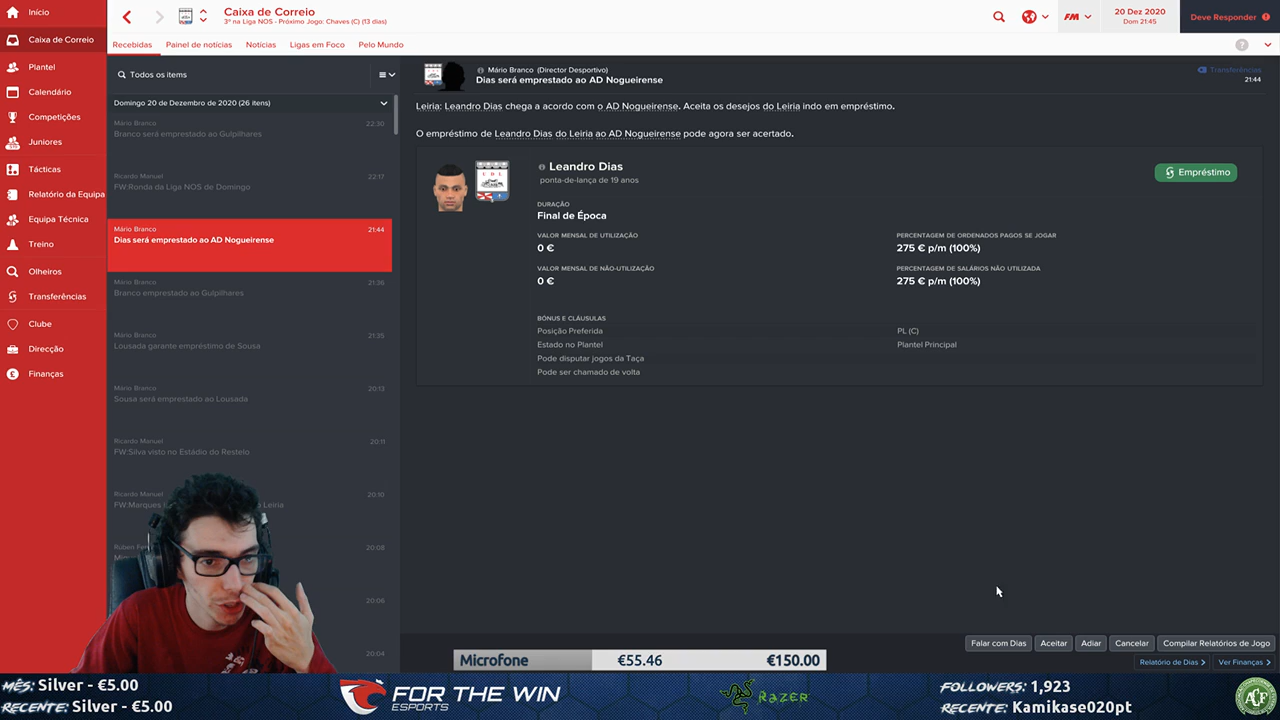 Início
Caixa de Correio
Plantel
Calendário
Competições
Juniores
Tácticas
Relatório da Equipa
Equipa Técnica
Treino
Olheiros
Transferências
Clube
Direcção
Finanças
Caixa de Correio
3º na Liga NOS - Próximo Jogo: Chaves (C) (13 dias)
FM
20 Dez 2020
Dom 21:45
Deve Responder
Recebidas
Painel de notícias
Notícias
Ligas em Foco
Pelo Mundo
Todos os items
Domingo 20 de Dezembro de 2020 (26 itens)
Mário Branco 22:30
Branco será emprestado ao Gulpilhares
Ricardo Manuel 22:17
FW:Ronda da Liga NOS de Domingo
Mário Branco 21:44
Dias será emprestado ao AD Nogueirense
Mário Branco 21:36
Branco emprestado ao Gulpilhares
Mário Branco 21:35
Lousada garante empréstimo de Sousa
Mário Branco 20:13
Sousa será emprestado ao Lousada
Ricardo Manuel 20:11
FW:Silva visto no Estádio do Restelo
Ricardo Manuel 20:10
FW:Marques Leiria
Rúben 20:08
20:06
20:04
Mário Branco (Director Desportivo)
Dias será emprestado ao AD Nogueirense
Transferências
21:44
Leiria: Leandro Dias chega a acordo com o AD Nogueirense. Aceita os desejos do Leiria indo em empréstimo.
O empréstimo de Leandro Dias do Leiria ao AD Nogueirense pode agora ser acertado.
Leandro Dias
ponta-de-lança de 19 anos
Empréstimo
DURAÇÃO
Final de Época
VALOR MENSAL DE UTILIZAÇÃO
0 €
PERCENTAGEM DE ORDENADOS PAGOS SE JOGAR
275 € p/m (100%)
VALOR MENSAL DE NÃO-UTILIZAÇÃO
0 €
PERCENTAGEM DE SALÁRIOS NÃO UTILIZADA
275 € p/m (100%)
BÓNUS E CLÁUSULAS
Posição Preferida PL (C)
Estado no Plantel Plantel Principal
Pode disputar jogos da Taça
Pode ser chamado de volta
Falar com Dias
Aceitar
Adiar
Cancelar
Compilar Relatórios de Jogo
Relatório de Dias
Ver Finanças
Microfone €55.46 €150.00
MÊS: Silver - €5.00
RECENTE: Silver - €5.00
FOR THE WIN
ESPORTS
RAZER
FOLLOWERS: 1,923
RECENTE: Kamikase020pt
ACF